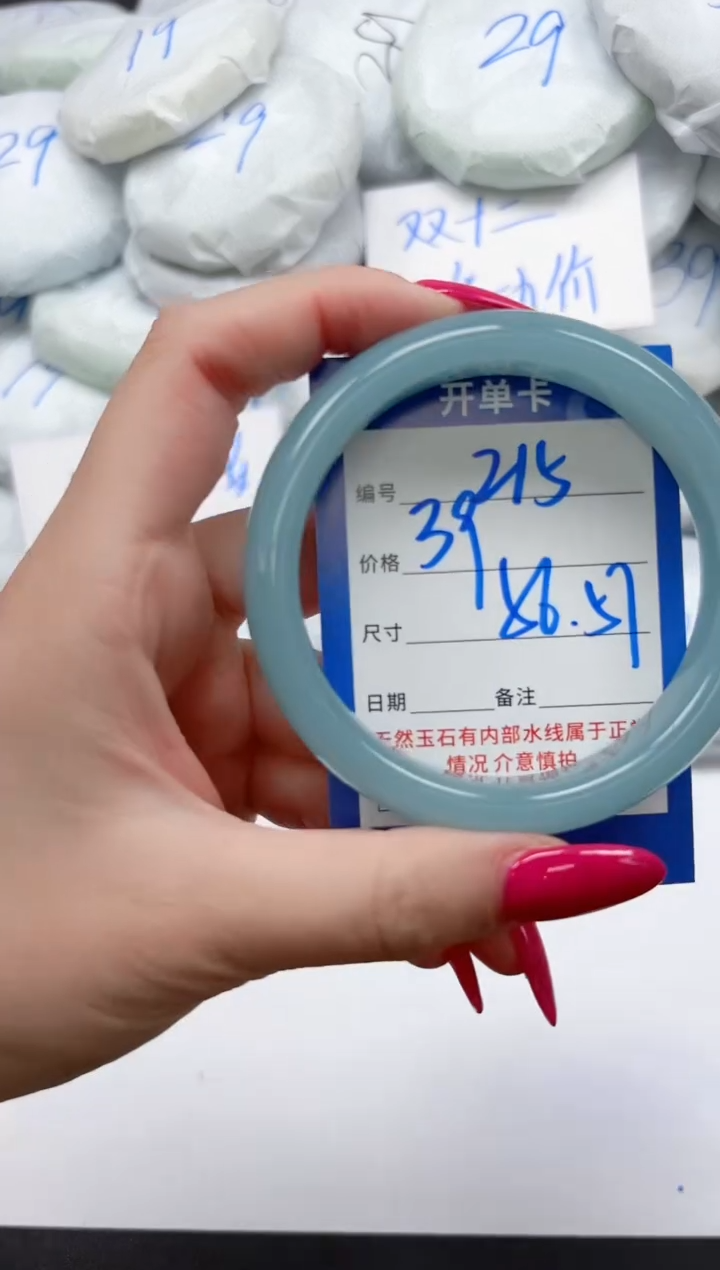 19
29
29
29
29
双十二
活动价
39
开单卡
编号 215
价格 39
尺寸 56.57
日期 备注
天然玉石有内部水线属于正常
情况 介意慎拍